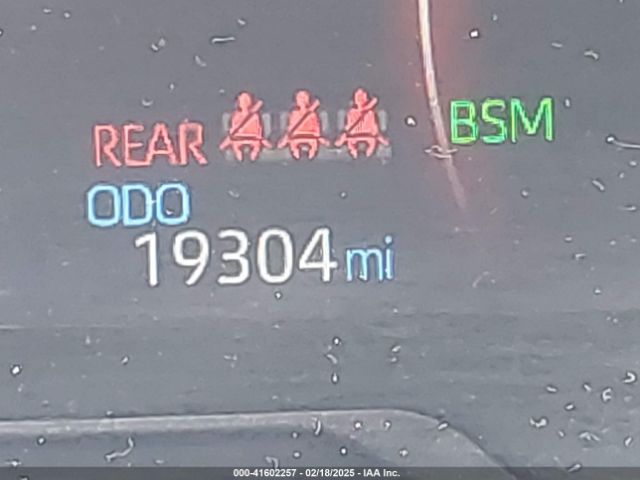 REAR BSM
ODO
19304 mi
000-41602257 - 02/18/2025 - IAA Inc.